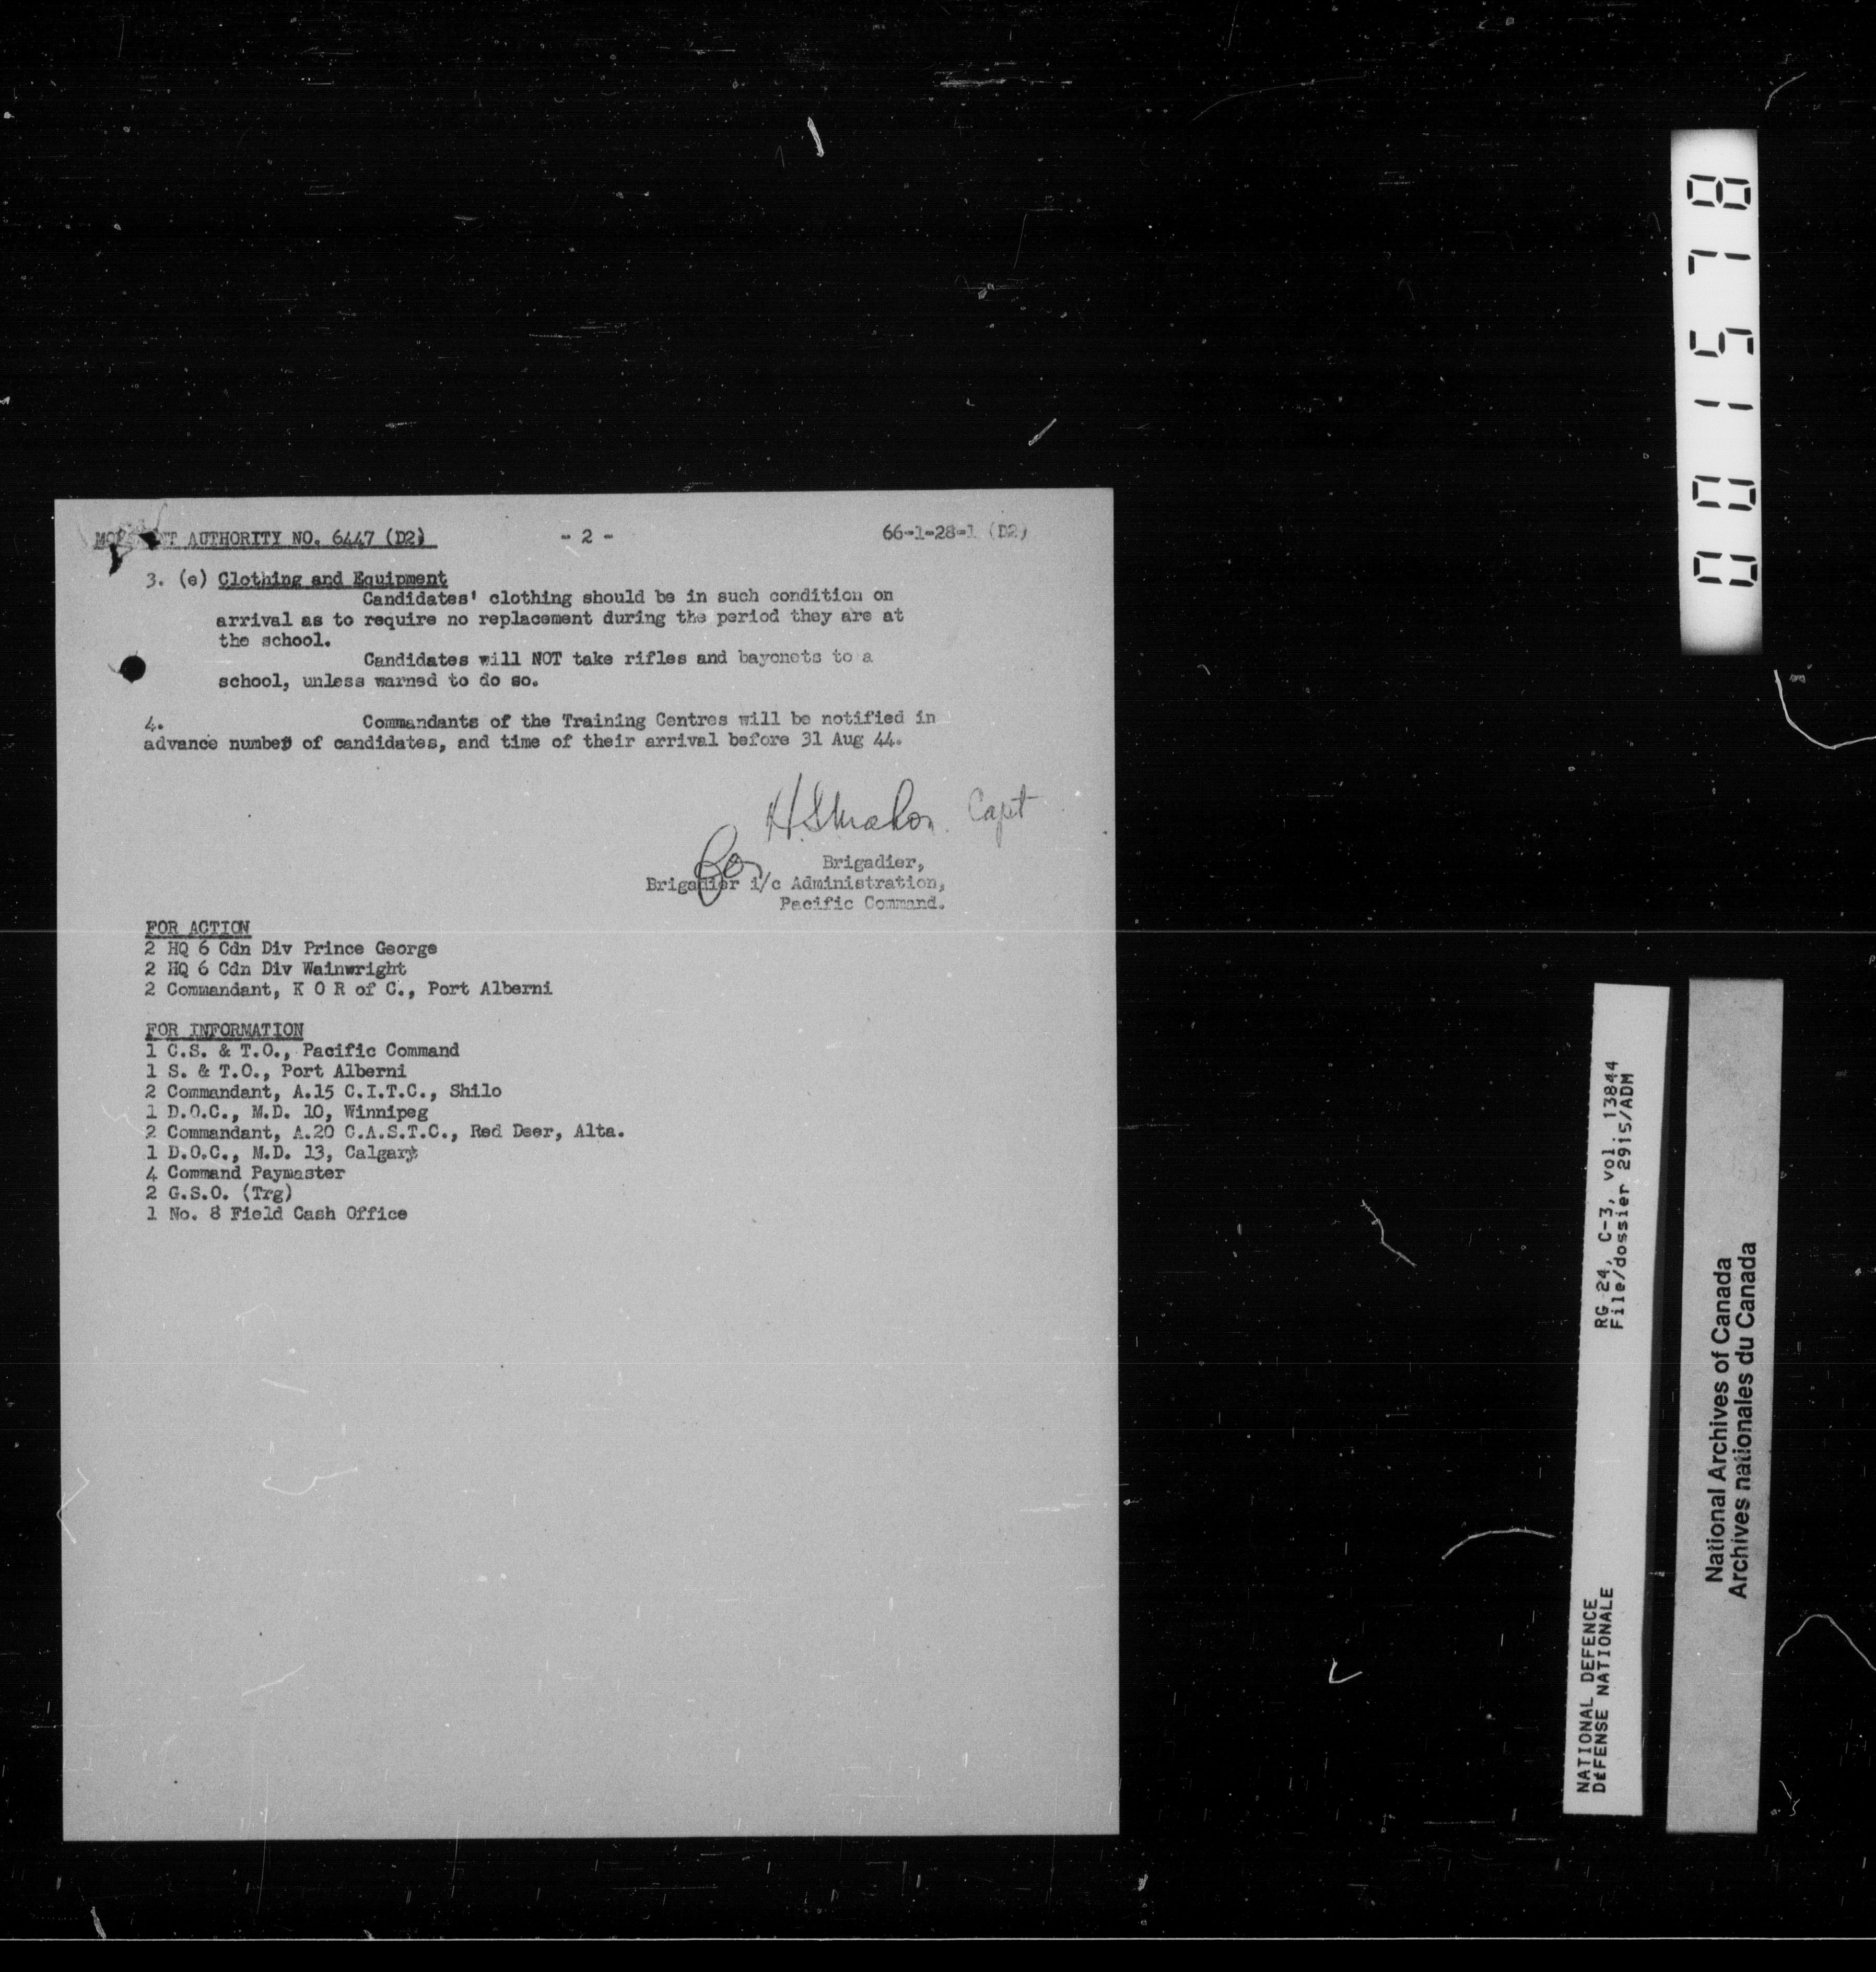 AUTHORITY NO. 6447 (D2) - 2 - 66-1-28-1 (D2)
3. (e) Clothing and Equipment
Candidates' clothing should be in such condition on
arrival as to require no replacement during the period they are at
the school.
Candidates will NOT take rifles and bayonets to a
school, unless warned to do so.
4. Commandants of the Training Centres will be notified in
advance number of candidates, and time of their arrival before 31 Aug 44.
Capt
for Brigadier,
Brigadier i/c Administration,
Pacific Command.
FOR ACTION
2 HQ 6 Cdn Div Prince George
2 HQ 6 Cdn Div Wainwright
2 Commandant, K O R of C., Port Alberni
FOR INFORMATION
1 C.S. & T.O., Pacific Command
1 S. & T.O., Port Alberni
2 Commandant, A.15 C.I.T.C., Shilo
1 D.O.C., M.D. 10, Winnipeg
2 Commandant, A.20 C.A.S.T.C., Red Deer, Alta.
1 D.O.C., M.D. 13, Calgary
4 Command Paymaster
2 G.S.O. (Trg)
1 No. 8 Field Cash Office
001578
NATIONAL DEFENCE RG 24, C-3, vol. 13844
DÉFENSE NATIONALE File/dossier 2915/ADM
National Archives of Canada
Archives nationales du Canada